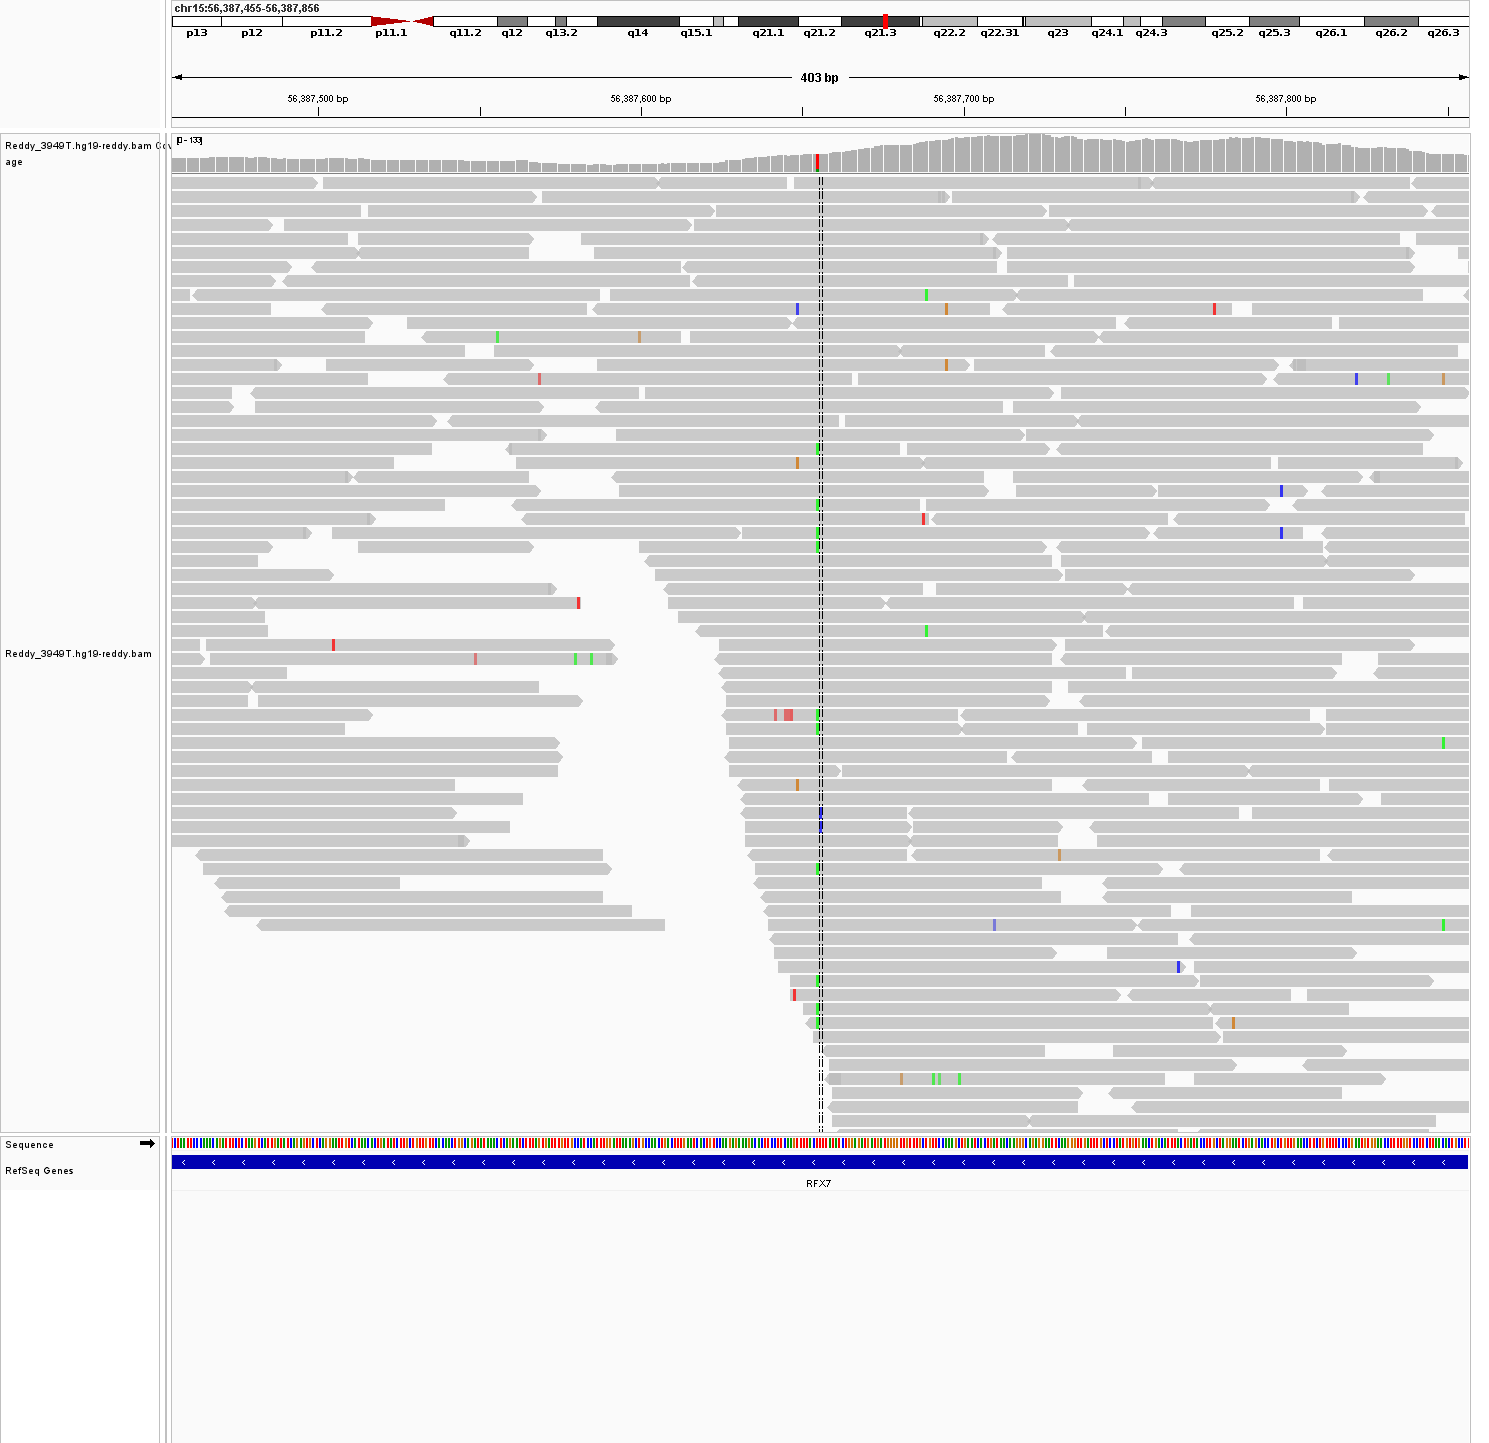 chr15:56,387,455-56,387,856
p13 p12 p11.2 p11.1 q11.2 q12 q13.2 q14 q15.1 q21.1 q21.2 q21.3 q22.2 q22.31 q23 q24.1 q24.3 q25.2 q25.3 q26.1 q26.2 q26.3
403 bp
56,387,500 bp 56,387,600 bp 56,387,700 bp 56,387,800 bp
[0 - 133]
Reddy_3949T.hg19-reddy.bam Cov
age
Reddy_3949T.hg19-reddy.bam
Sequence
RefSeq Genes
RFX7